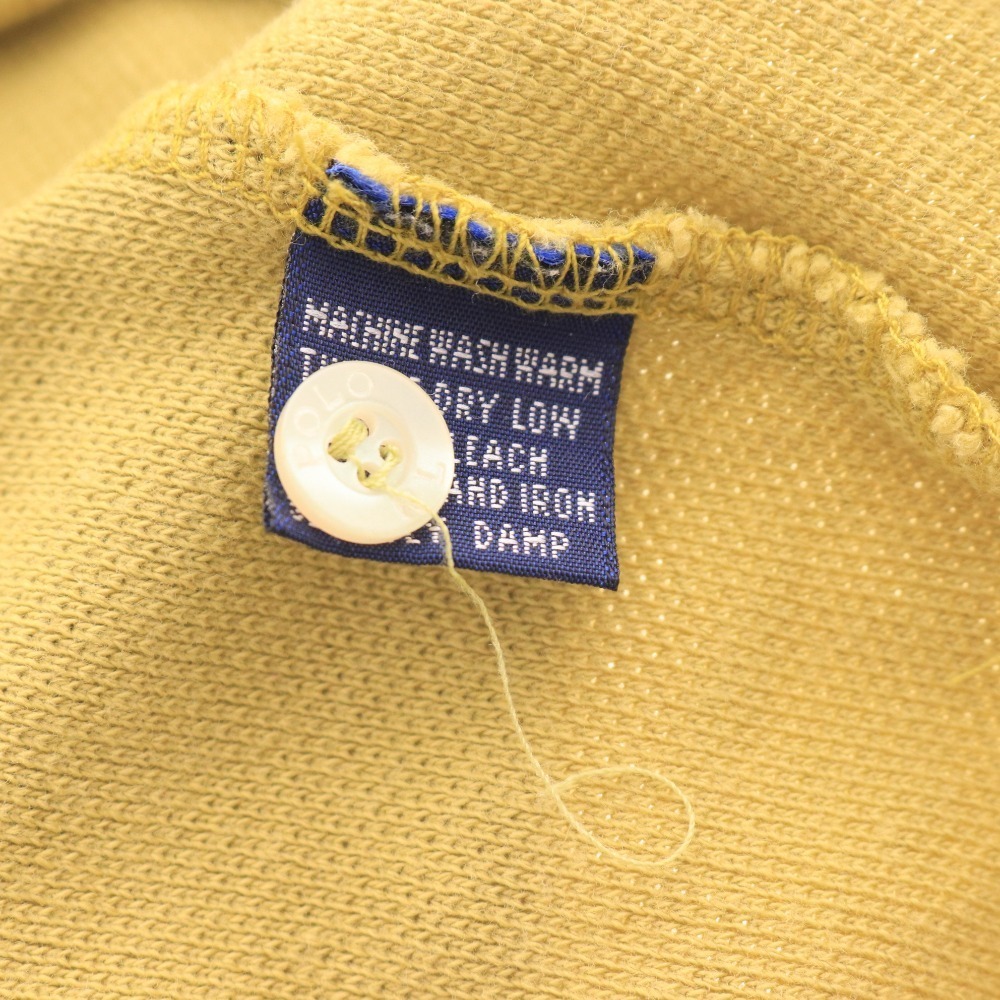 MACHINE WASH WARM
DRY LOW
IRON
DAMP
POLO